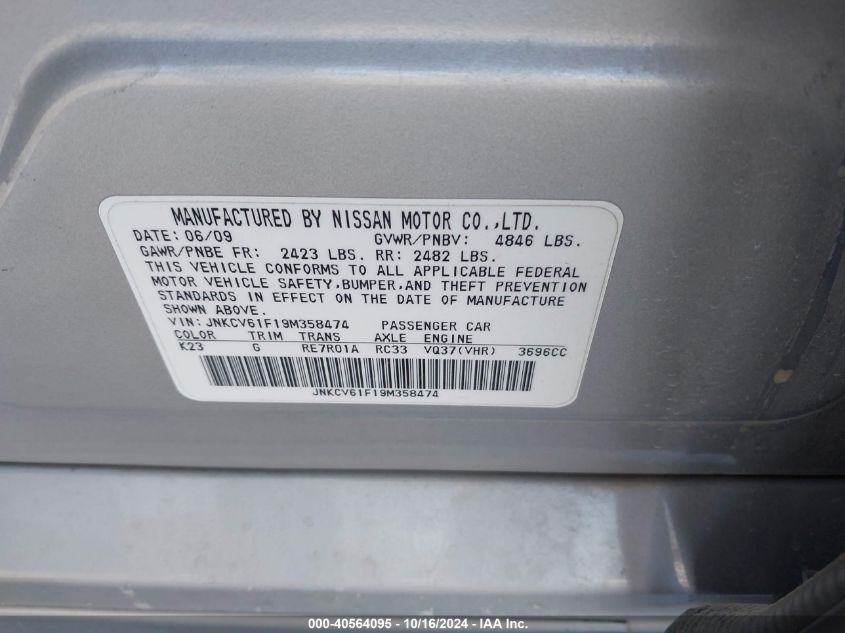 MANUFACTURED BY NISSAN MOTOR CO.,LTD.
DATE: 06/09 GVWR/PNBV: 4846 LBS.
GAWR/PNBE FR: 2423 LBS. RR: 2482 LBS.
THIS VEHICLE CONFORMS TO ALL APPLICABLE FEDERAL
MOTOR VEHICLE SAFETY,BUMPER,AND THEFT PREVENTION
STANDARDS IN EFFECT ON THE DATE OF MANUFACTURE
SHOWN ABOVE.
VIN: JNKCV61F19M358474 PASSENGER CAR
COLOR TRIM TRANS AXLE ENGINE
K23 G RE7R01A RC33 VQ37(VHR) 3696CC
JNKCV61F19M358474
000-40564095 - 10/16/2024 - IAA Inc.